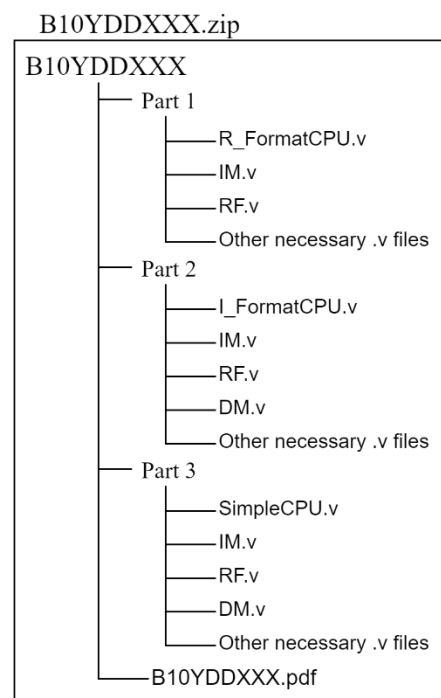 B10YDDXXX.zip
B10YDDXXX
Part 1
R_FormatCPU.v
IM.v
RF.v
Other necessary .v files
Part 2
I_FormatCPU.v
IM.v
RF.v
DM.v
Other necessary .v files
Part 3
SimpleCPU.v
IM.v
RF.v
DM.v
Other necessary .v files
B10YDDXXX.pdf